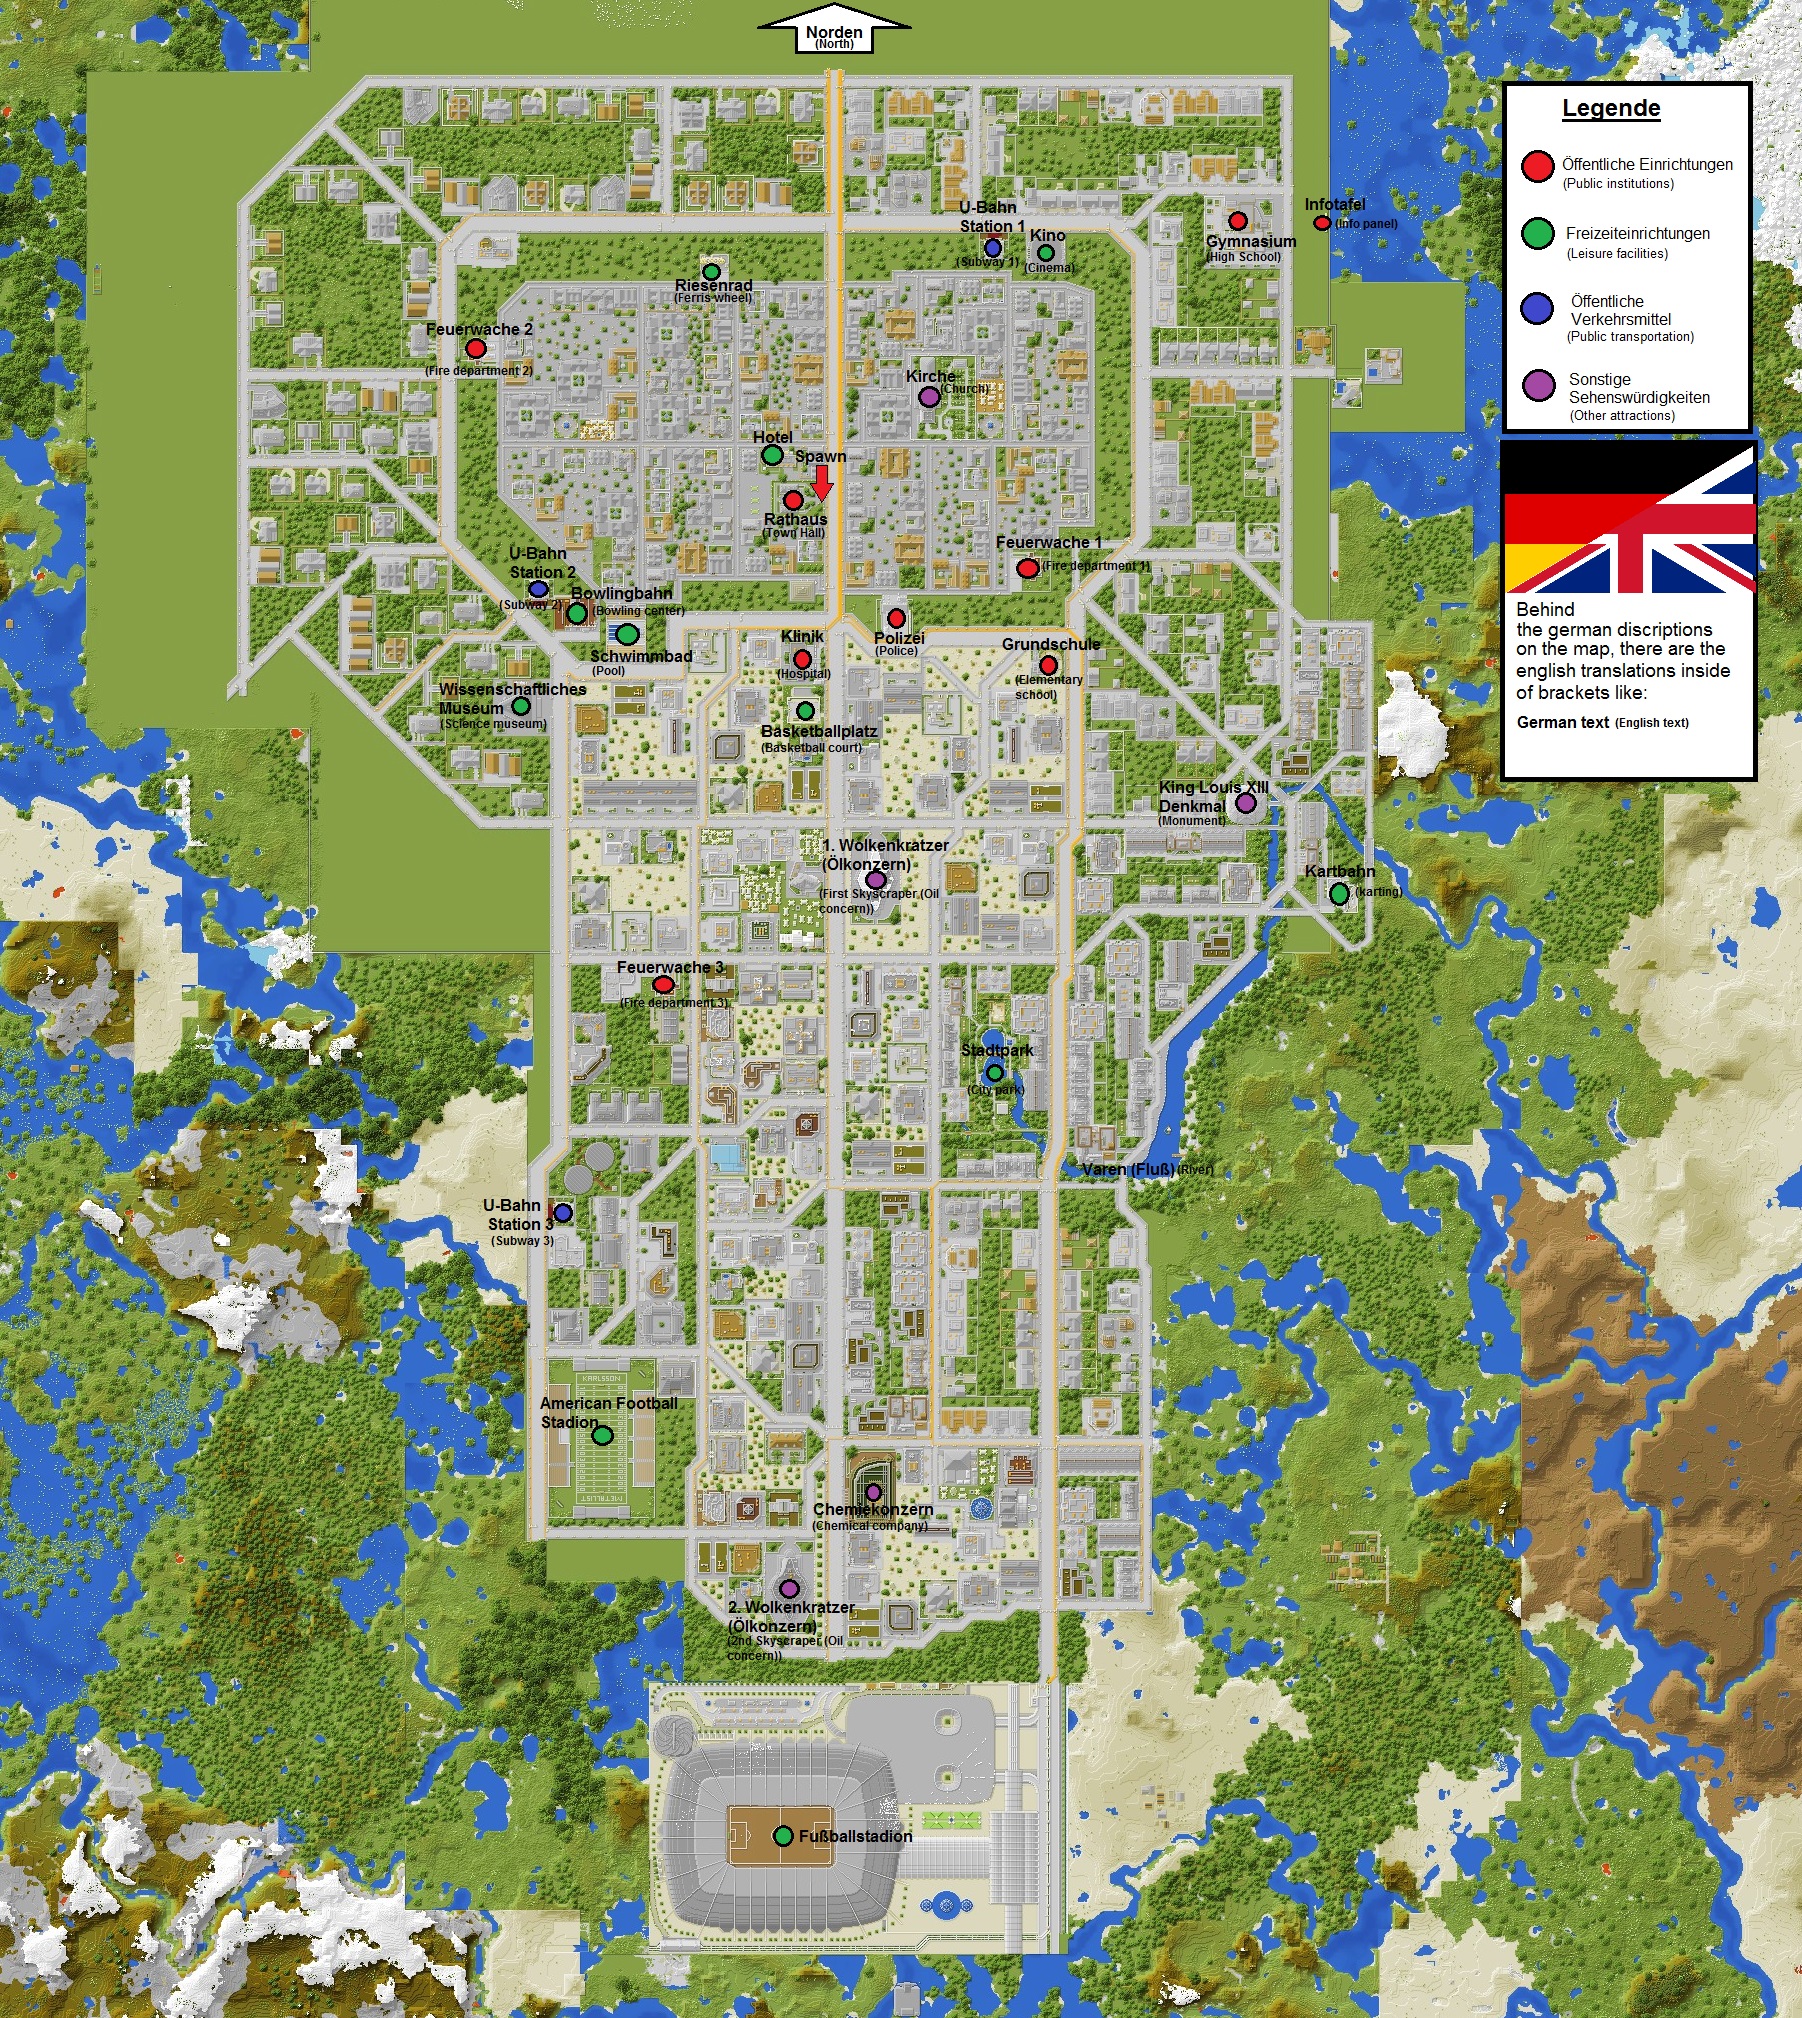 Norden
(North)
Legende
Öffentliche Einrichtungen
(Public institutions)
Freizeiteinrichtungen
(Leisure facilities)
Öffentliche
Verkehrsmittel
(Public transportation)
Sonstige
Sehenswürdigkeiten
(Other attractions)
Behind
the german discriptions
on the map, there are the
english translations inside
of brackets like:
German text (English text)
U-Bahn
Station 1
(Subway 1)
Kino
(Cinema)
Gymnasium
(High School)
Infotafel
(Info panel)
Riesenrad
(Ferris wheel)
Feuerwache 2
(Fire department 2)
Kirche
(Church)
Hotel
Spawn
Rathaus
(Town Hall)
Feuerwache 1
(Fire department 1)
U-Bahn
Station 2
(Subway 2)
Bowlingbahn
(Bowling center)
Schwimmbad
(Pool)
Klinik
(Hospital)
Polizei
(Police)
Grundschule
(Elementary
school)
Wissenschaftliches
Museum
(Science museum)
Basketballplatz
(Basketball court)
King Louis XIII
Denkmal
(Monument)
1. Wolkenkratzer
(Ölkonzern)
(First Skyscraper (Oil
concern))
Kartbahn
(karting)
Feuerwache 3
(Fire department 3)
Stadtpark
(City park)
Varen (Fluß) (River)
U-Bahn
Station 3
(Subway 3)
KARLSSON
American Football
Stadion
METALLIST
Chemiekonzern
(Chemical company)
2. Wolkenkratzer
(Ölkonzern)
(2nd Skyscraper (Oil
concern))
Fußballstadion